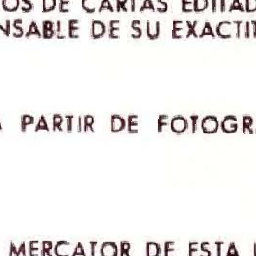 OS DE CARTAS EDITAD
NSABLE DE SU EXACTIT
A PARTIR DE FOTOGR
MERCATOR DE ESTA